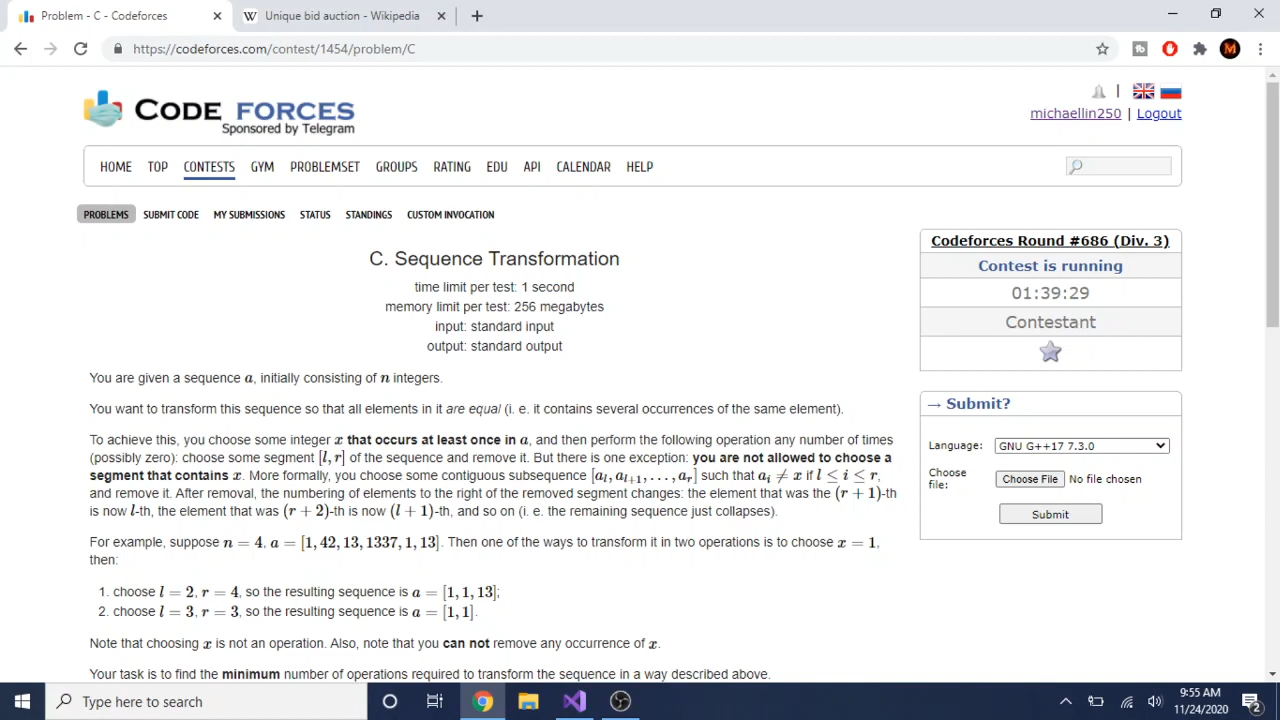 Problem - C - Codeforces
Unique bid auction - Wikipedia
https://codeforces.com/contest/1454/problem/C
CODE FORCES
Sponsored by Telegram
michaellin250 | Logout
HOME TOP CONTESTS GYM PROBLEMSET GROUPS RATING EDU API CALENDAR HELP
PROBLEMS SUBMIT CODE MY SUBMISSIONS STATUS STANDINGS CUSTOM INVOCATION
C. Sequence Transformation
time limit per test: 1 second
memory limit per test: 256 megabytes
input: standard input
output: standard output
You are given a sequence a, initially consisting of n integers.
You want to transform this sequence so that all elements in it are equal (i. e. it contains several occurrences of the same element).
To achieve this, you choose some integer x that occurs at least once in a, and then perform the following operation any number of times
(possibly zero): choose some segment [l, r] of the sequence and remove it. But there is one exception: you are not allowed to choose a
segment that contains x. More formally, you choose some contiguous subsequence [a_l, a_{l+1}, . . . , a_r] such that a_i ≠ x if l ≤ i ≤ r,
and remove it. After removal, the numbering of elements to the right of the removed segment changes: the element that was the (r + 1)-th
is now l-th, the element that was (r + 2)-th is now (l + 1)-th, and so on (i. e. the remaining sequence just collapses).
For example, suppose n = 4, a = [1, 42, 13, 1337, 1, 13]. Then one of the ways to transform it in two operations is to choose x = 1,
then:
1. choose l = 2, r = 4, so the resulting sequence is a = [1, 1, 13];
2. choose l = 3, r = 3, so the resulting sequence is a = [1, 1].
Note that choosing x is not an operation. Also, note that you can not remove any occurrence of x.
Your task is to find the minimum number of operations required to transform the sequence in a way described above.
Codeforces Round #686 (Div. 3)
Contest is running
01:39:29
Contestant
→ Submit?
Language: GNU G++17 7.3.0
Choose
file: Choose File No file chosen
Submit
Type here to search
9:55 AM
11/24/2020
2